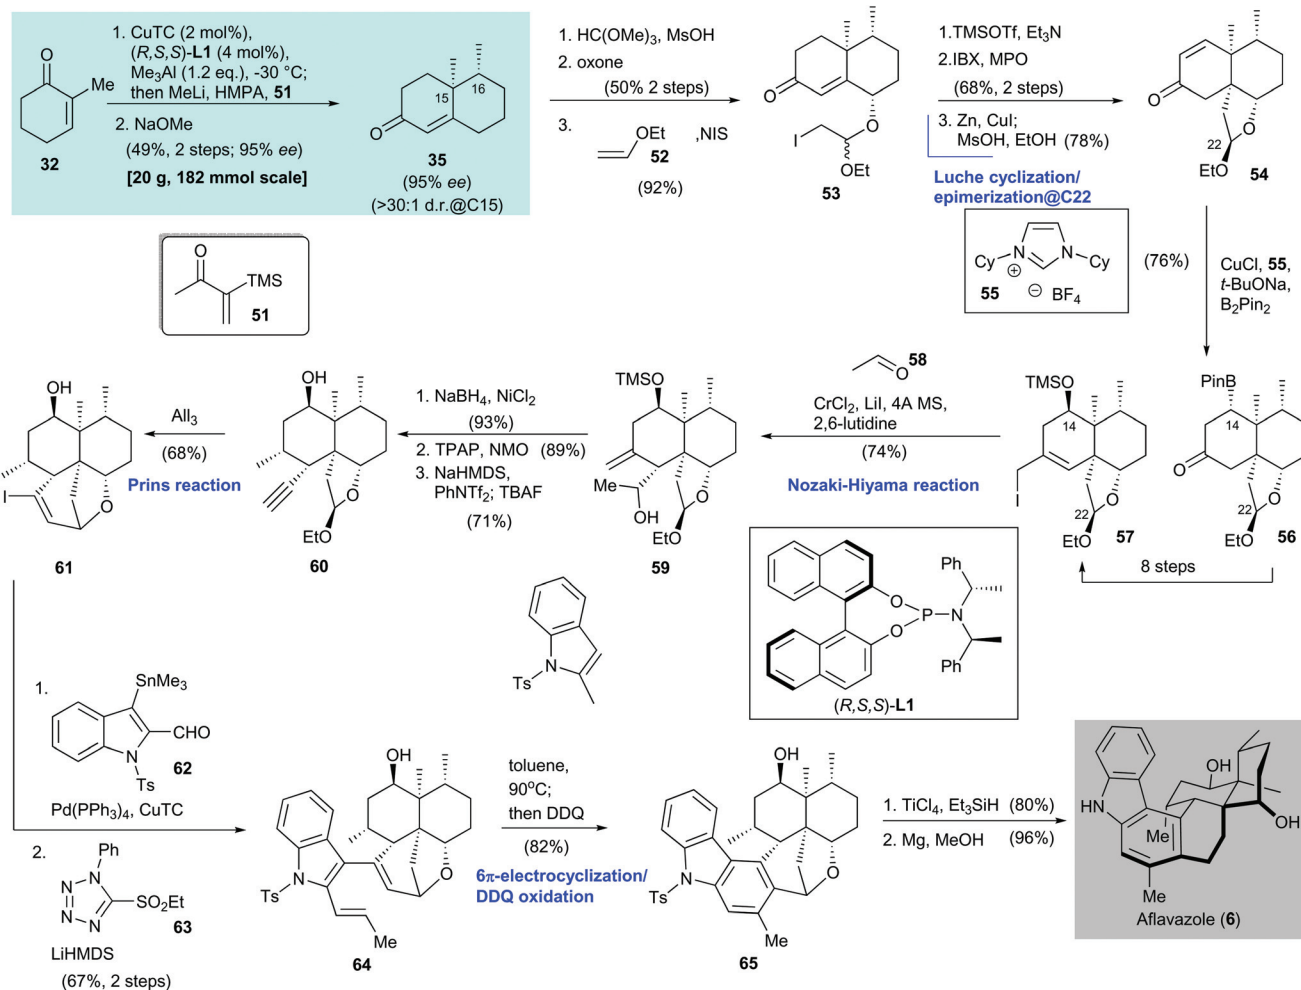 1. CuTC (2 mol%),
(R,S,S)-L1 (4 mol%),
Me3Al (1.2 eq.), -30 °C;
then MeLi, HMPA, 51
2. NaOMe
(49%, 2 steps; 95% ee)
[20 g, 182 mmol scale]
O
Me
32
15
16
O
35
(95% ee)
(>30:1 d.r.@C15)
1. HC(OMe)3, MsOH
2. oxone
(50% 2 steps)
3.
OEt
52
,NIS
(92%)
O
I
O
OEt
53
1.TMSOTf, Et3N
2.IBX, MPO
(68%, 2 steps)
3. Zn, CuI;
MsOH, EtOH (78%)
Luche cyclization/
epimerization@C22
O
22
O
EtO
54
O
TMS
51
Cy
N
N
Cy
55
BF4
(76%)
CuCl, 55,
t-BuONa,
B2Pin2
OH
I
O
61
AlI3
(68%)
Prins reaction
OH
O
EtO
60
1. NaBH4, NiCl2
(93%)
2. TPAP, NMO (89%)
3. NaHMDS,
PhNTf2; TBAF
(71%)
TMSO
Me
OH
O
EtO
59
O
58
CrCl2, LiI, 4A MS,
2,6-lutidine
(74%)
Nozaki-Hiyama reaction
TMSO
14
I
22
O
EtO
57
PinB
14
O
22
O
EtO
56
8 steps
N
Ts
Ph
O
P
N
O
Ph
(R,S,S)-L1
1.
SnMe3
CHO
N
Ts
62
Pd(PPh3)4, CuTC
2.
Ph
N
N
N
N
SO2Et
63
LiHMDS
(67%, 2 steps)
OH
O
Ts
N
Me
64
toluene,
90°C;
then DDQ
(82%)
6π-electrocyclization/
DDQ oxidation
OH
O
Ts
N
Me
65
1. TiCl4, Et3SiH (80%)
2. Mg, MeOH (96%)
OH
HN
Me
OH
Me
Aflavazole (6)